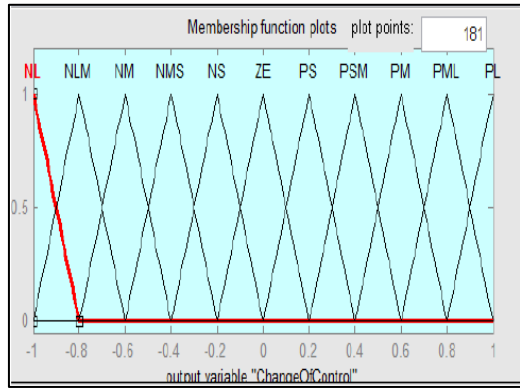 Membership function plots plot points: 181
NL NLM NM NMS NS ZE PS PSM PM PML PL
1
0.5
0
-1 -0.8 -0.6 -0.4 -0.2 0 0.2 0.4 0.6 0.8 1
output variable "ChangeOfControl"